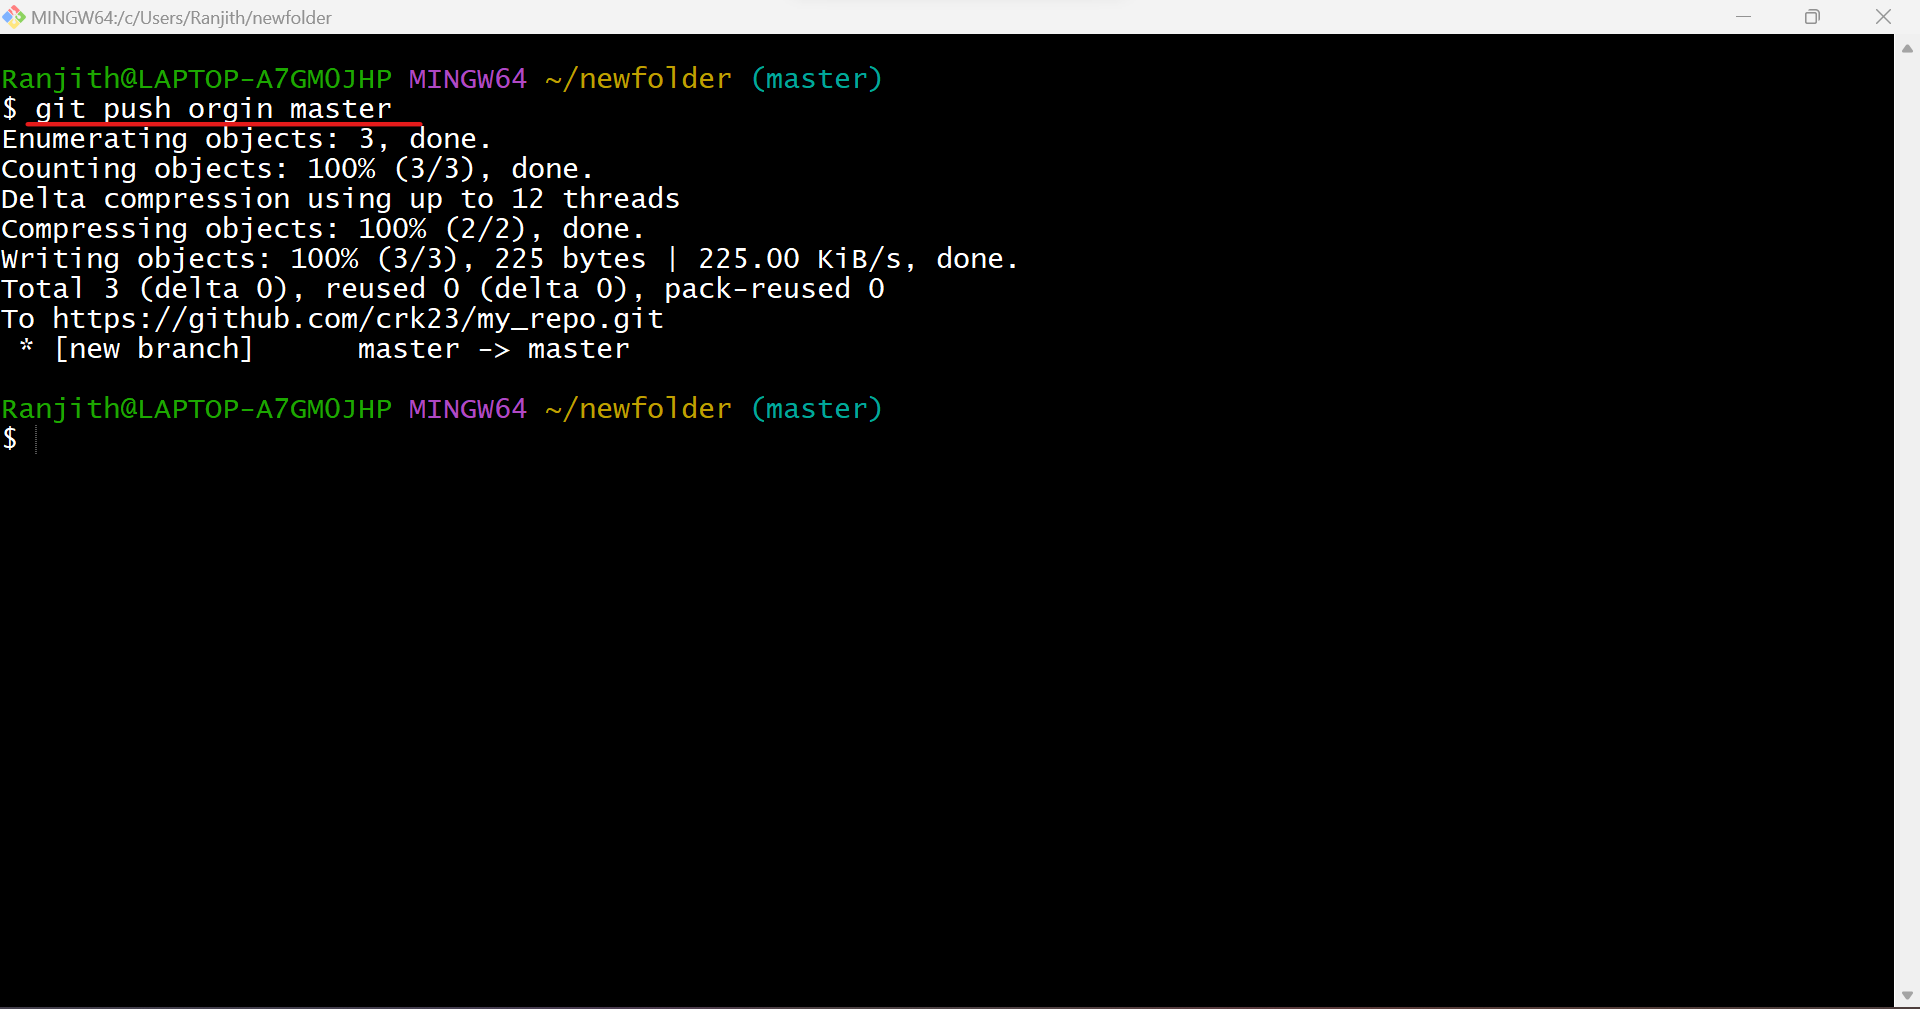 MINGW64:/c/Users/Ranjith/newfolder
Ranjith@LAPTOP-A7GM0JHP MINGW64 ~/newfolder (master)
$ git push orgin master
Enumerating objects: 3, done.
Counting objects: 100% (3/3), done.
Delta compression using up to 12 threads
Compressing objects: 100% (2/2), done.
Writing objects: 100% (3/3), 225 bytes | 225.00 KiB/s, done.
Total 3 (delta 0), reused 0 (delta 0), pack-reused 0
To https://github.com/crk23/my_repo.git
 * [new branch]      master -> master
Ranjith@LAPTOP-A7GM0JHP MINGW64 ~/newfolder (master)
$